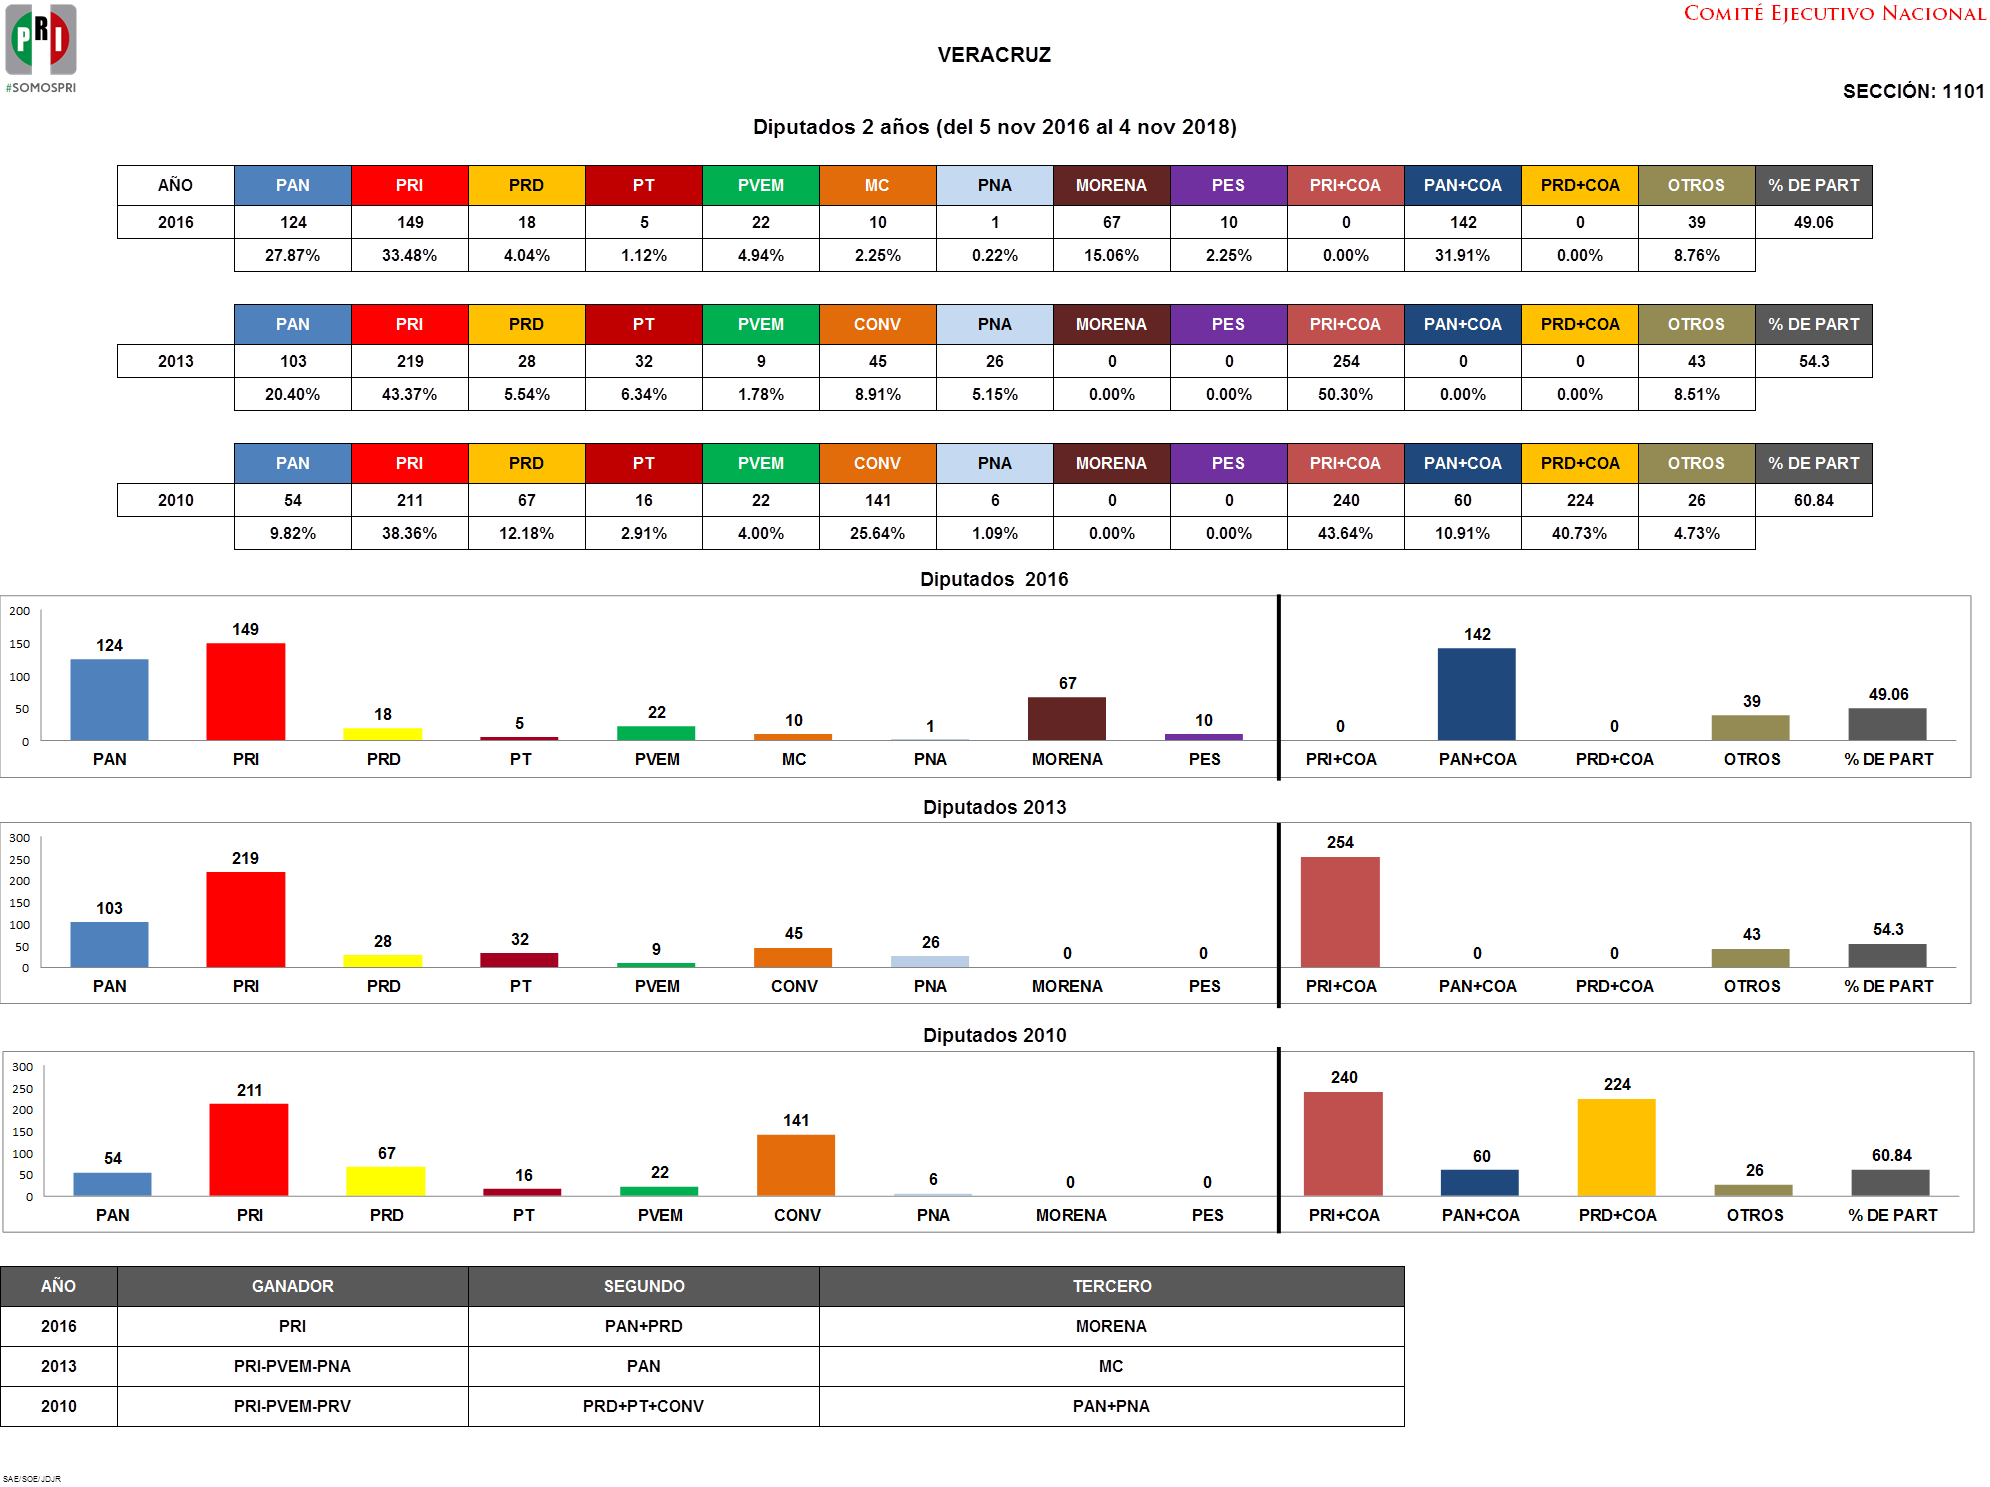 PRI
#SOMOSPRI
COMITÉ EJECUTIVO NACIONAL
VERACRUZ
SECCIÓN: 1101
Diputados 2 años (del 5 nov 2016 al 4 nov 2018)
AÑO PAN PRI PRD PT PVEM MC PNA MORENA PES PRI+COA PAN+COA PRD+COA OTROS % DE PART
2016 124 149 18 5 22 10 1 67 10 0 142 0 39 49.06
27.87% 33.48% 4.04% 1.12% 4.94% 2.25% 0.22% 15.06% 2.25% 0.00% 31.91% 0.00% 8.76%
PAN PRI PRD PT PVEM CONV PNA MORENA PES PRI+COA PAN+COA PRD+COA OTROS % DE PART
2013 103 219 28 32 9 45 26 0 0 254 0 0 43 54.3
20.40% 43.37% 5.54% 6.34% 1.78% 8.91% 5.15% 0.00% 0.00% 50.30% 0.00% 0.00% 8.51%
PAN PRI PRD PT PVEM CONV PNA MORENA PES PRI+COA PAN+COA PRD+COA OTROS % DE PART
2010 54 211 67 16 22 141 6 0 0 240 60 224 26 60.84
9.82% 38.36% 12.18% 2.91% 4.00% 25.64% 1.09% 0.00% 0.00% 43.64% 10.91% 40.73% 4.73%
Diputados 2016
200
150
100
50
0
124 149 18 5 22 10 1 67 10 0 142 0 39 49.06
PAN PRI PRD PT PVEM MC PNA MORENA PES PRI+COA PAN+COA PRD+COA OTROS % DE PART
Diputados 2013
300
250
200
150
100
50
0
103 219 28 32 9 45 26 0 0 254 0 0 43 54.3
PAN PRI PRD PT PVEM CONV PNA MORENA PES PRI+COA PAN+COA PRD+COA OTROS % DE PART
Diputados 2010
300
250
200
150
100
50
0
54 211 67 16 22 141 6 0 0 240 60 224 26 60.84
PAN PRI PRD PT PVEM CONV PNA MORENA PES PRI+COA PAN+COA PRD+COA OTROS % DE PART
AÑO GANADOR SEGUNDO TERCERO
2016 PRI PAN+PRD MORENA
2013 PRI-PVEM-PNA PAN MC
2010 PRI-PVEM-PRV PRD+PT+CONV PAN+PNA
SAE/SOE/JDJR